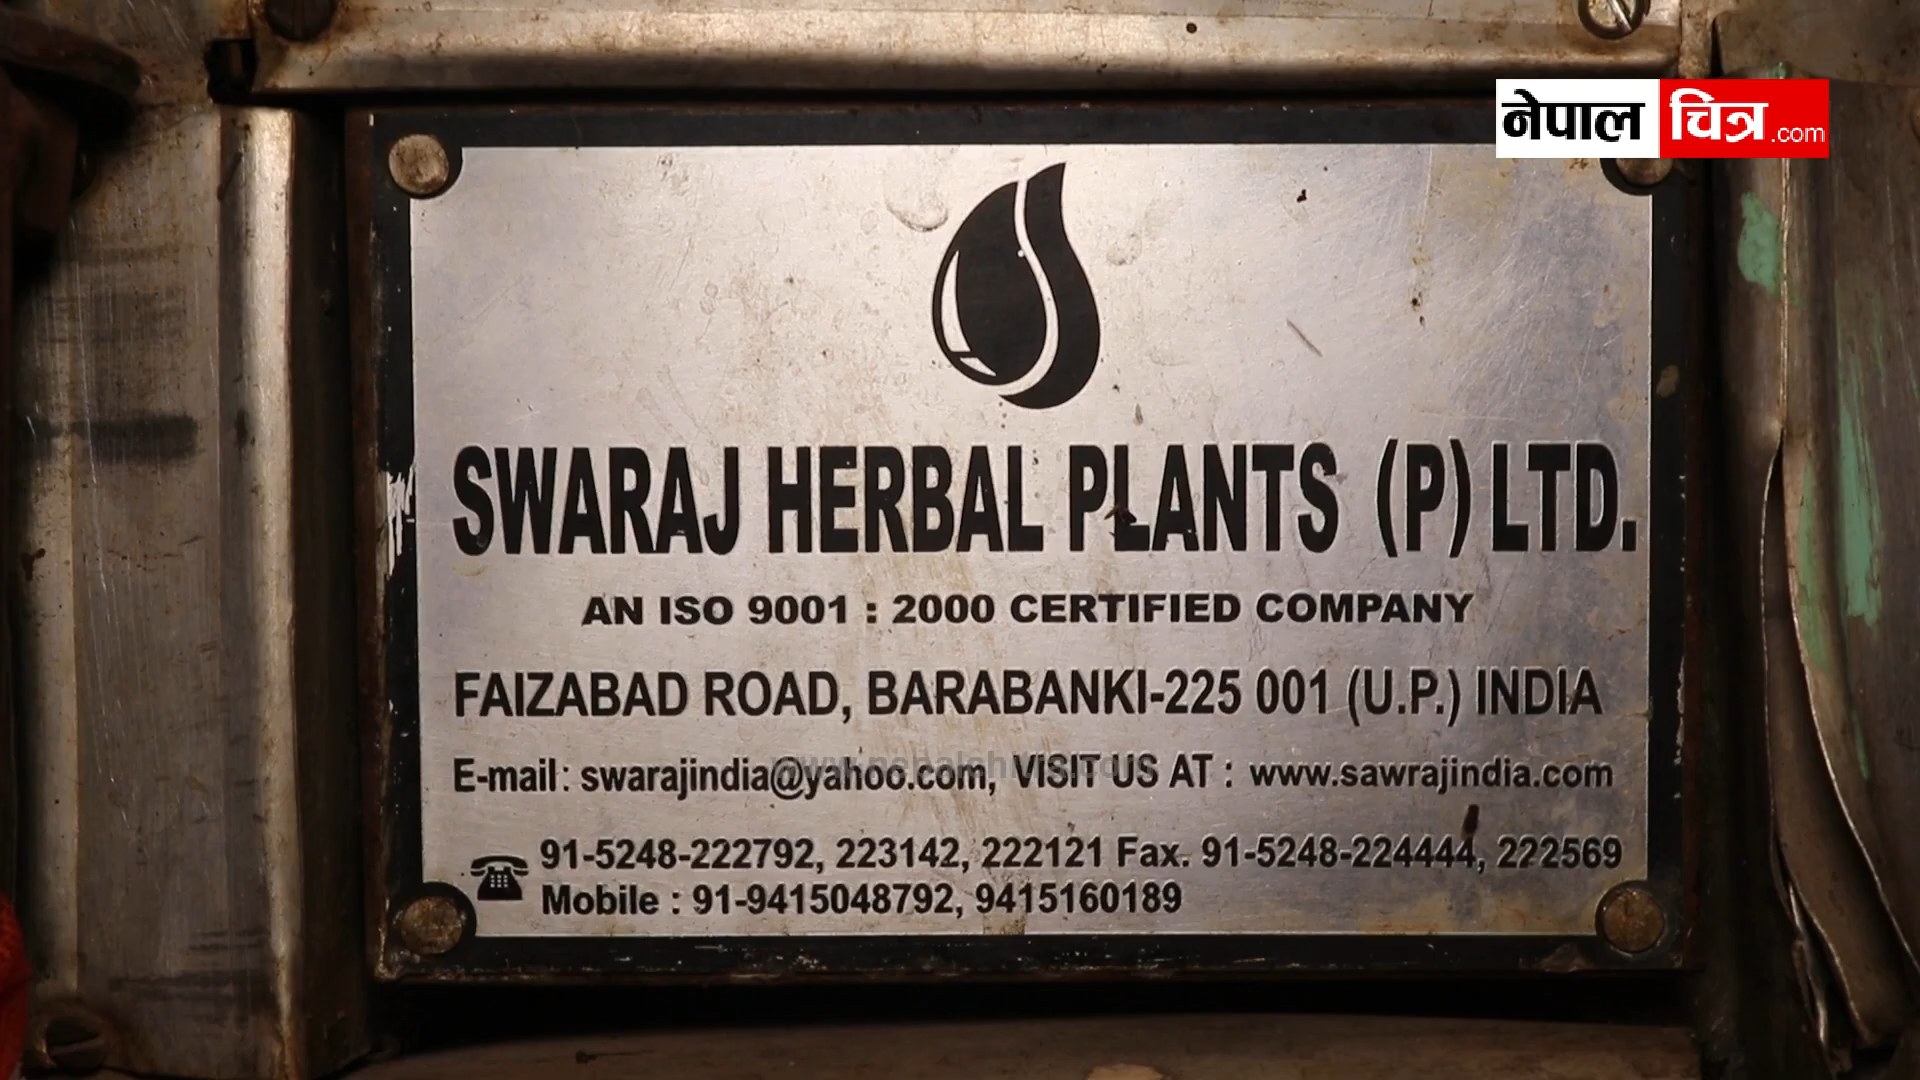 नेपाल चित्र.com
SWARAJ HERBAL PLANTS (P) LTD.
AN ISO 9001 : 2000 CERTIFIED COMPANY
FAIZABAD ROAD, BARABANKI-225 001 (U.P.) INDIA
E-mail: swarajindia@yahoo.com, VISIT US AT : www.sawrajindia.com
91-5248-222792, 223142, 222121 Fax. 91-5248-224444, 222569
Mobile : 91-9415048792, 9415160189